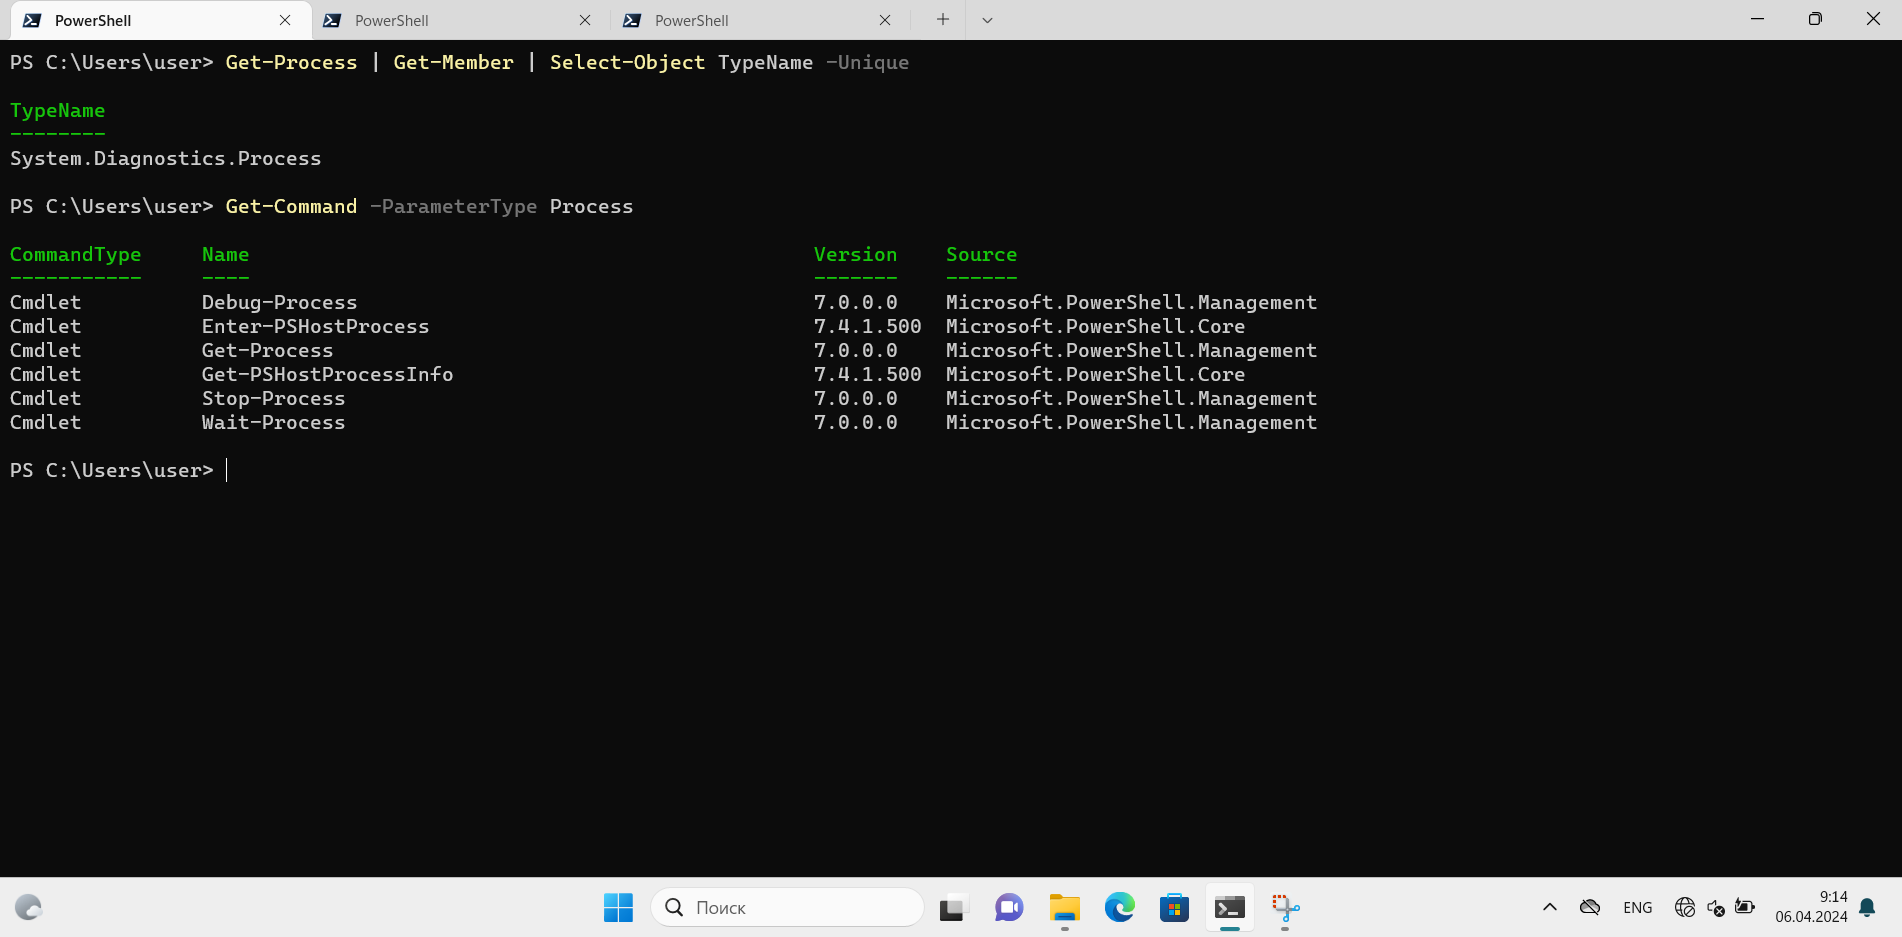 PowerShell PowerShell PowerShell
PS C:\Users\user> Get-Process | Get-Member | Select-Object TypeName -Unique
TypeName
--------
System.Diagnostics.Process
PS C:\Users\user> Get-Command -ParameterType Process
CommandType Name Version Source
----------- ---- ------- ------
Cmdlet Debug-Process 7.0.0.0 Microsoft.PowerShell.Management
Cmdlet Enter-PSHostProcess 7.4.1.500 Microsoft.PowerShell.Core
Cmdlet Get-Process 7.0.0.0 Microsoft.PowerShell.Management
Cmdlet Get-PSHostProcessInfo 7.4.1.500 Microsoft.PowerShell.Core
Cmdlet Stop-Process 7.0.0.0 Microsoft.PowerShell.Management
Cmdlet Wait-Process 7.0.0.0 Microsoft.PowerShell.Management
PS C:\Users\user>
Поиск
ENG
9:14
06.04.2024